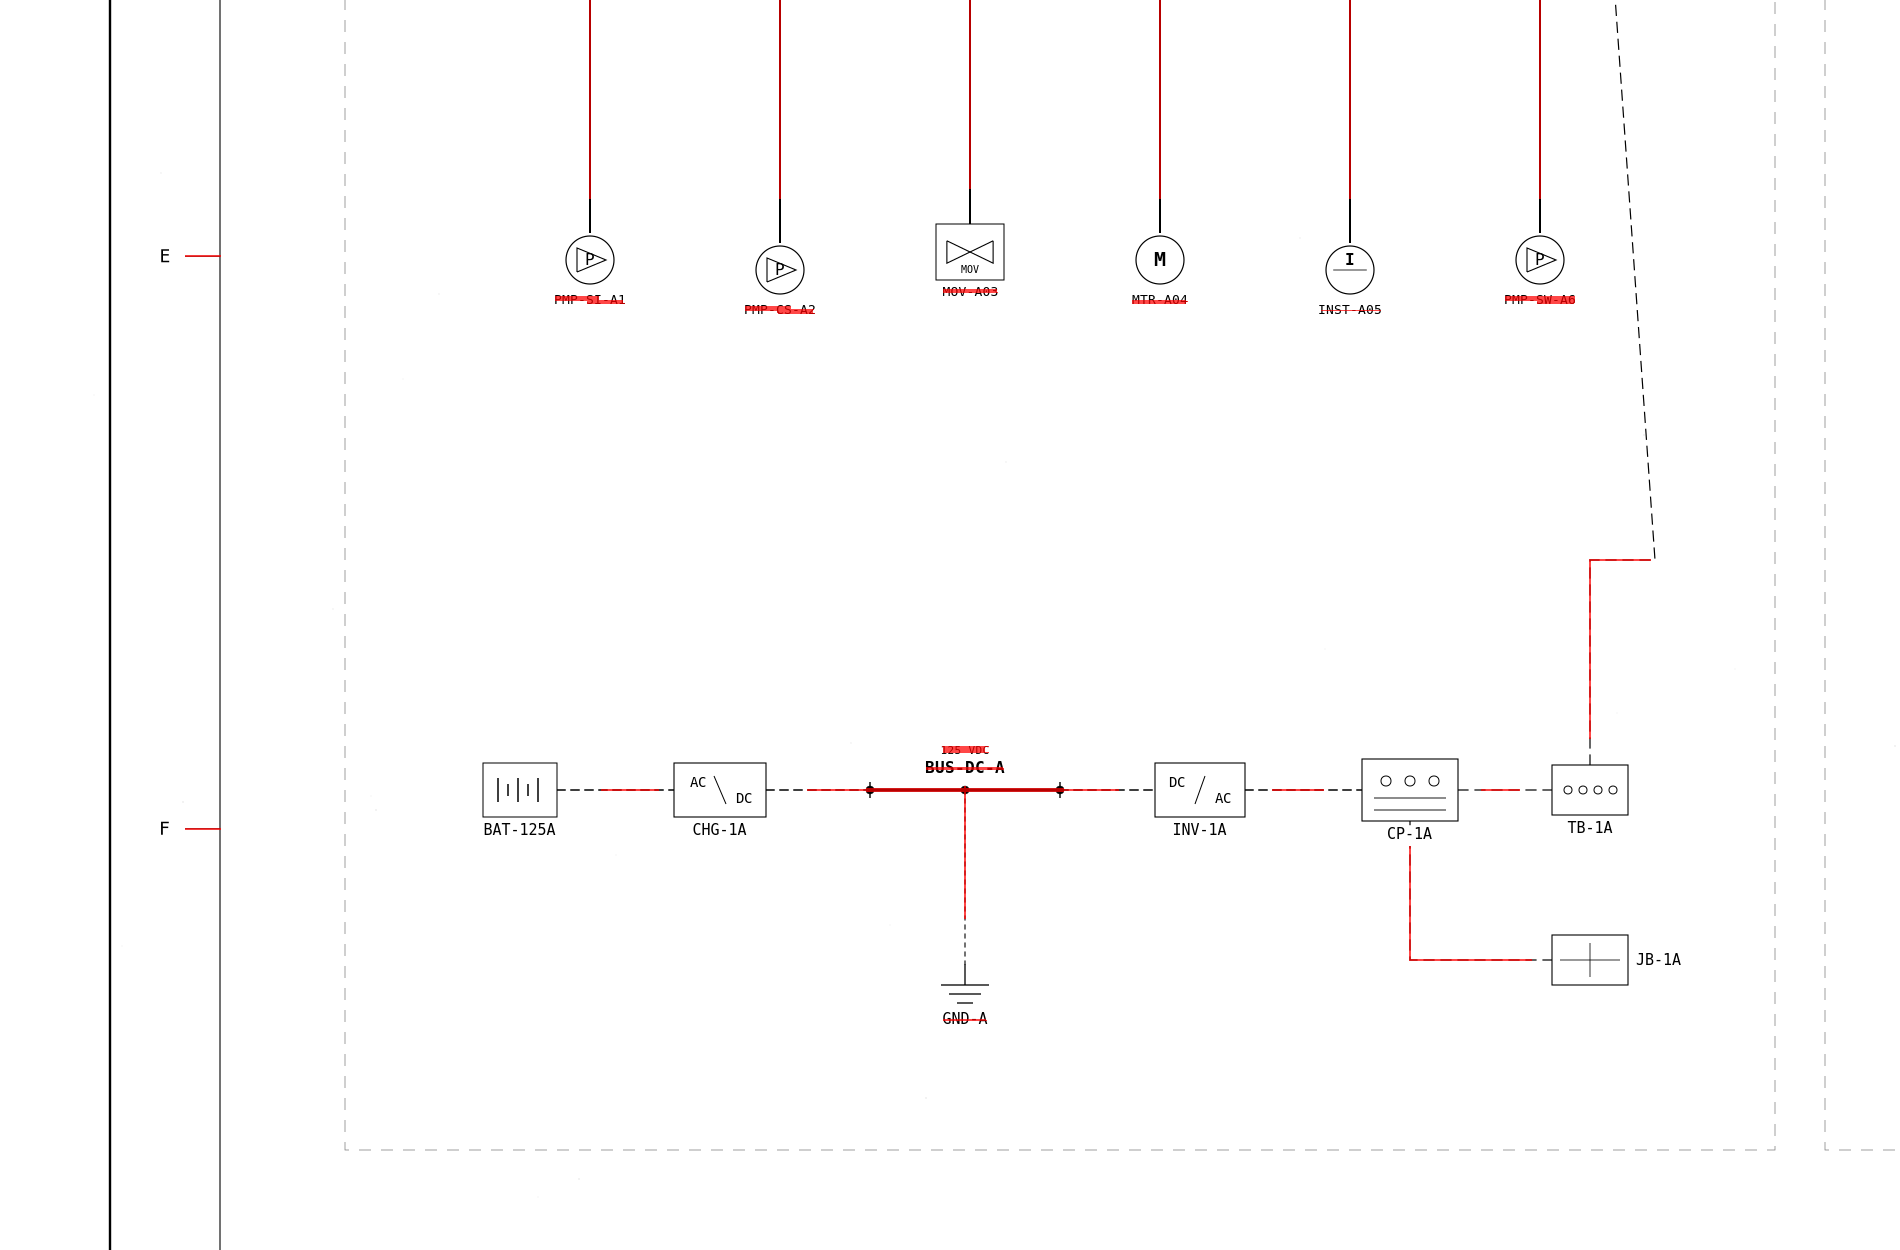 E
P
P
MOV
M
I
P
PMP-SI-A1
PMP-CS-A2
MOV-A03
MTR-A04
INST-A05
PMP-SW-A6
125 VDC
BUS-DC-A
AC
DC
DC
AC
F
BAT-125A
CHG-1A
INV-1A
CP-1A
TB-1A
JB-1A
GND-A